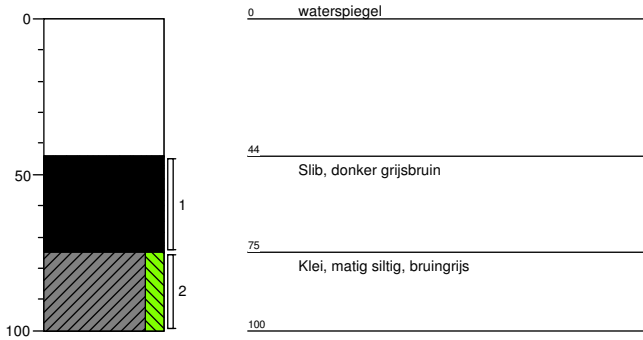 0
0 waterspiegel
44
Slib, donker grijsbruin
50
1
75
Klei, matig siltig, bruingrijs
2
100
100